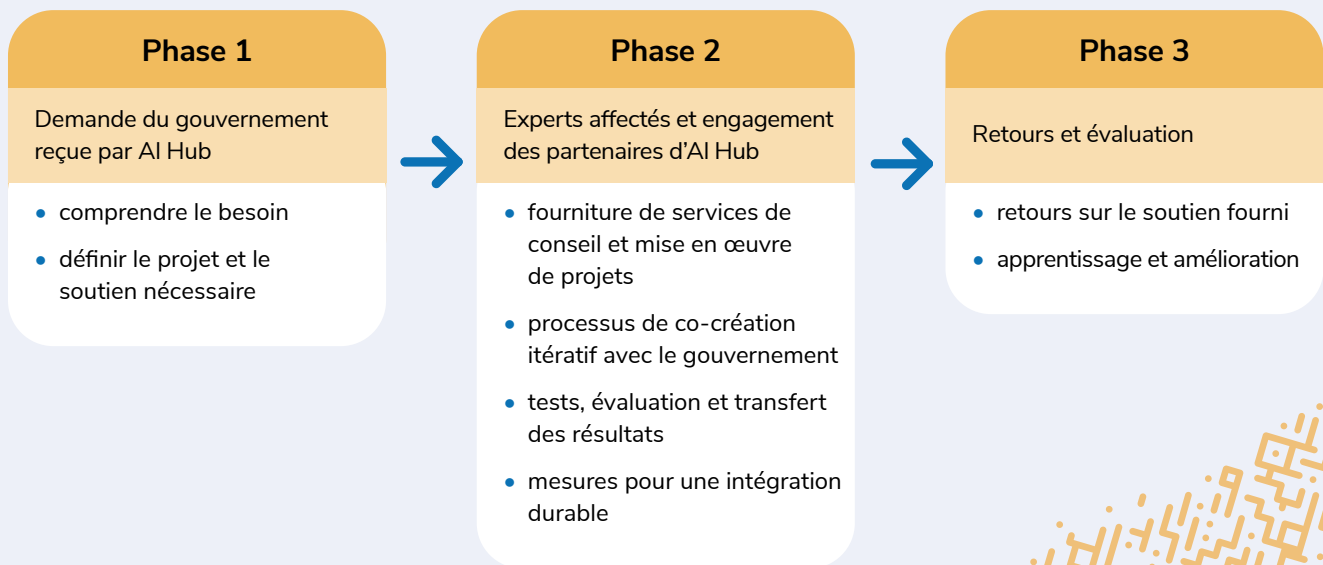 Phase 1
Demande du gouvernement
reçue par AI Hub
• comprendre le besoin
• définir le projet et le
soutien nécessaire
Phase 2
Experts affectés et engagement
des partenaires d’AI Hub
• fourniture de services de
conseil et mise en œuvre
de projets
• processus de co-création
itératif avec le gouvernement
• tests, évaluation et transfert
des résultats
• mesures pour une intégration
durable
Phase 3
Retours et évaluation
• retours sur le soutien fourni
• apprentissage et amélioration